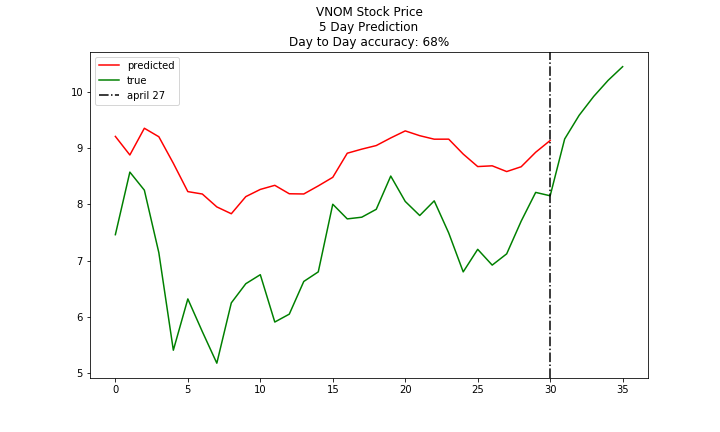 VNOM Stock Price
5 Day Prediction
Day to Day accuracy: 68%
predicted
true
april 27
10
9
8
7
6
5
0 5 10 15 20 25 30 35